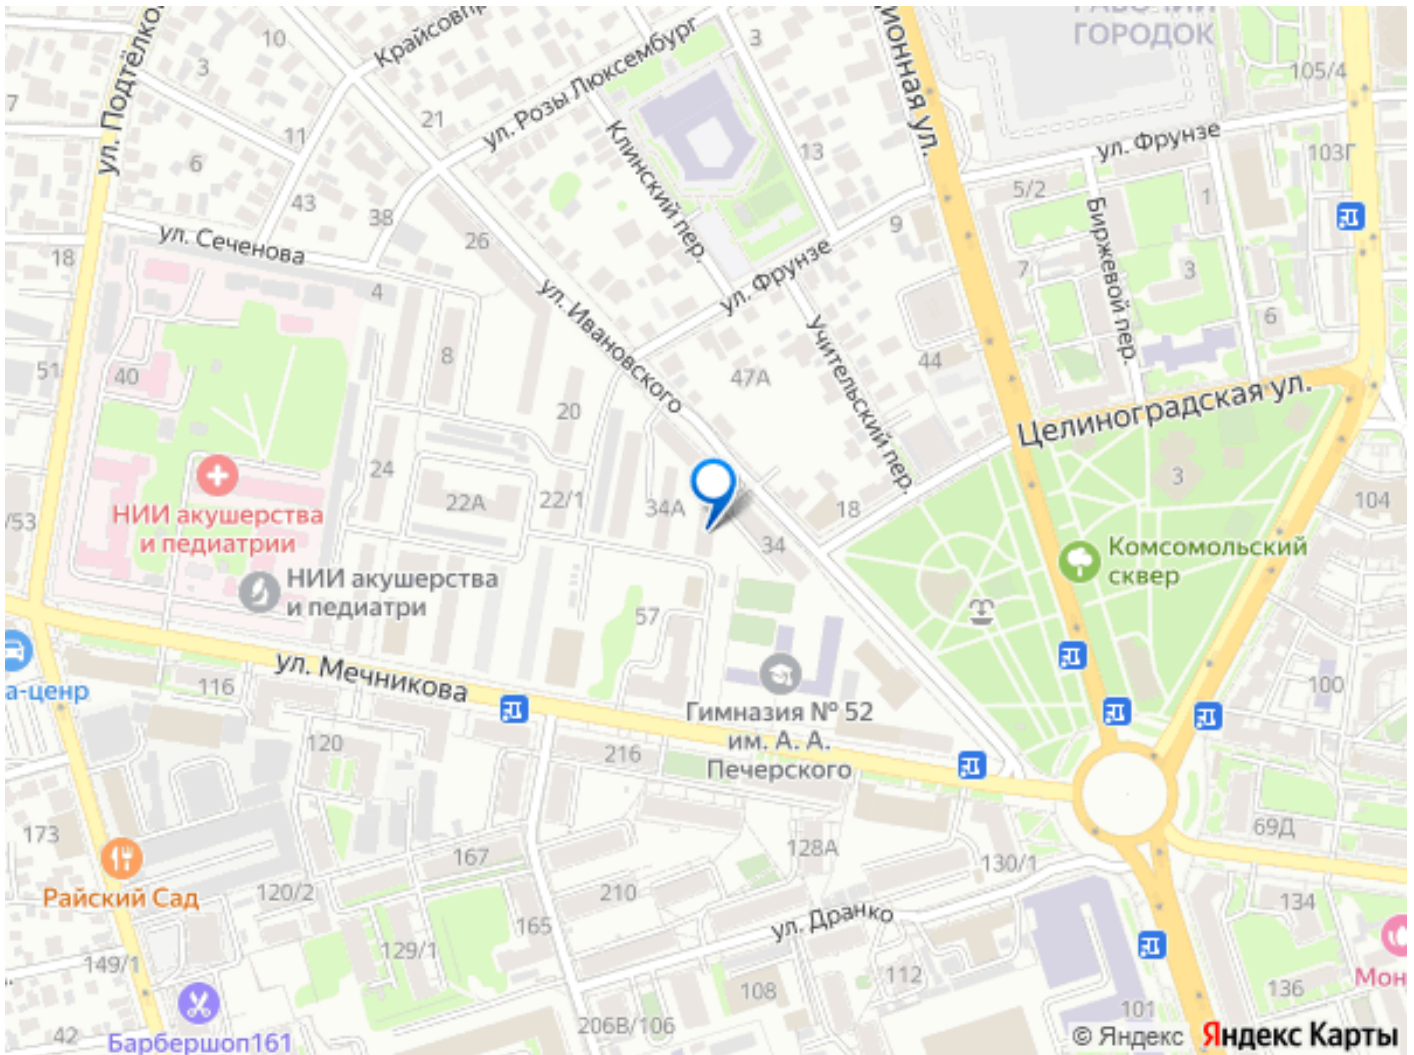 ул. Подтёлко
10
Крайсовпр
3
7
11
6
21
ул. Розы Люксембург
3
ионная ул.
РАБОЧИЙ
ГОРОДОК
105/4
ул. Фрунзе
103Г
13
Клинский пер.
43
38
26
ул. Сеченова
18
4
9
5/2
1
Биржевой пер.
7
3
6
ул. Фрунзе
ул. Ивановского
Учительский пер.
8
51
40
47А
44
20
Целиноградская ул.
24
22А
22/1
34А
18
3
104
/53
НИИ акушерства
и педиатрии
34
Комсомольский
сквер
НИИ акушерства
и педиатри
57
ул. Мечникова
а-ценр
116
100
Гимназия № 52
им. А. А.
Печерского
120
216
173
167
128А
130/1
69Д
Райский Сад
120/2
210
165
ул. Дранко
134
129/1
149/1
112
108
101
136
Мон
42
Барбершоп161
206В/106
© Яндекс Яндекс Карты